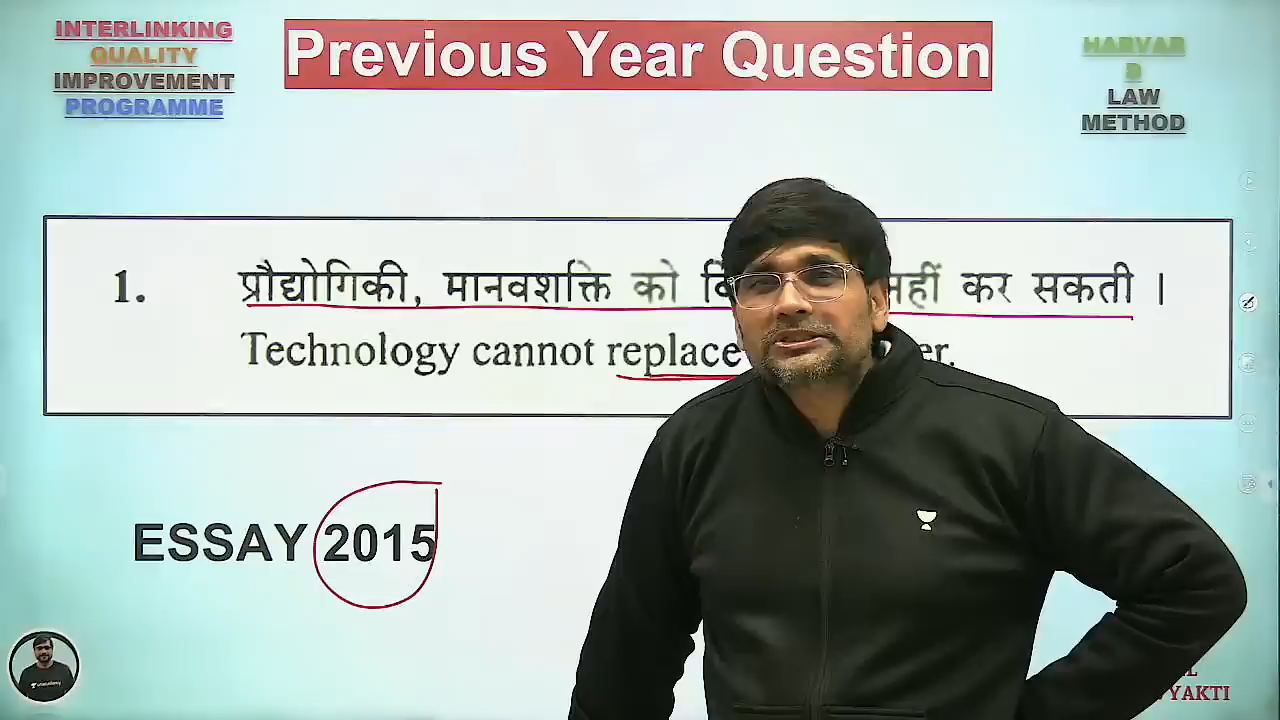 INTERLINKING
QUALITY
IMPROVEMENT
PROGRAMME
Previous Year Question
HARVAR
D
LAW
METHOD
1. प्रौद्योगिकी, मानवशक्ति को कर सकती ।
Technology cannot replace
ESSAY 2015